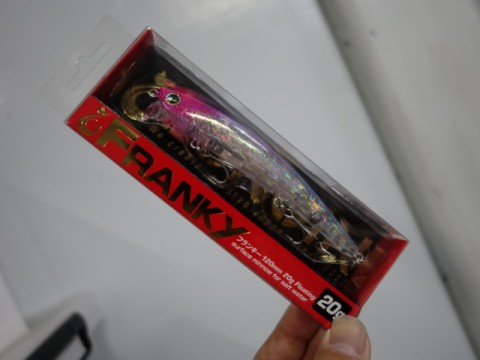 FRANKY
フランキー 120mm 20g Floating
surface minnow for salt water
20g